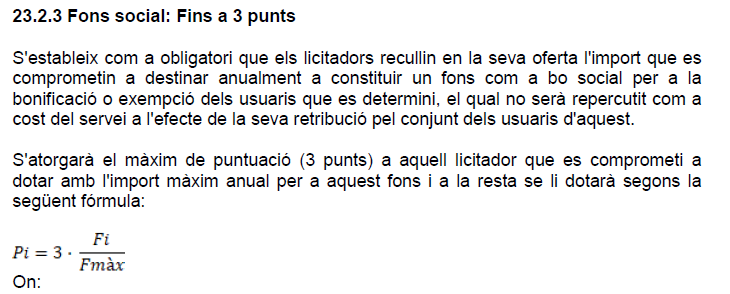 23.2.3 Fons social: Fins a 3 punts
S'estableix com a obligatori que els licitadors recullin en la seva oferta l'import que es
comprometin a destinar anualment a constituir un fons com a bo social per a la
bonificació o exempció dels usuaris que es determini, el qual no serà repercutit com a
cost del servei a l'efecte de la seva retribució pel conjunt dels usuaris d'aquest.
S'atorgarà el màxim de puntuació (3 punts) a aquell licitador que es comprometi a
dotar amb l'import màxim anual per a aquest fons i a la resta se li dotarà segons la
següent fórmula:
Pi = 3 · Fi / Fmàx
On: